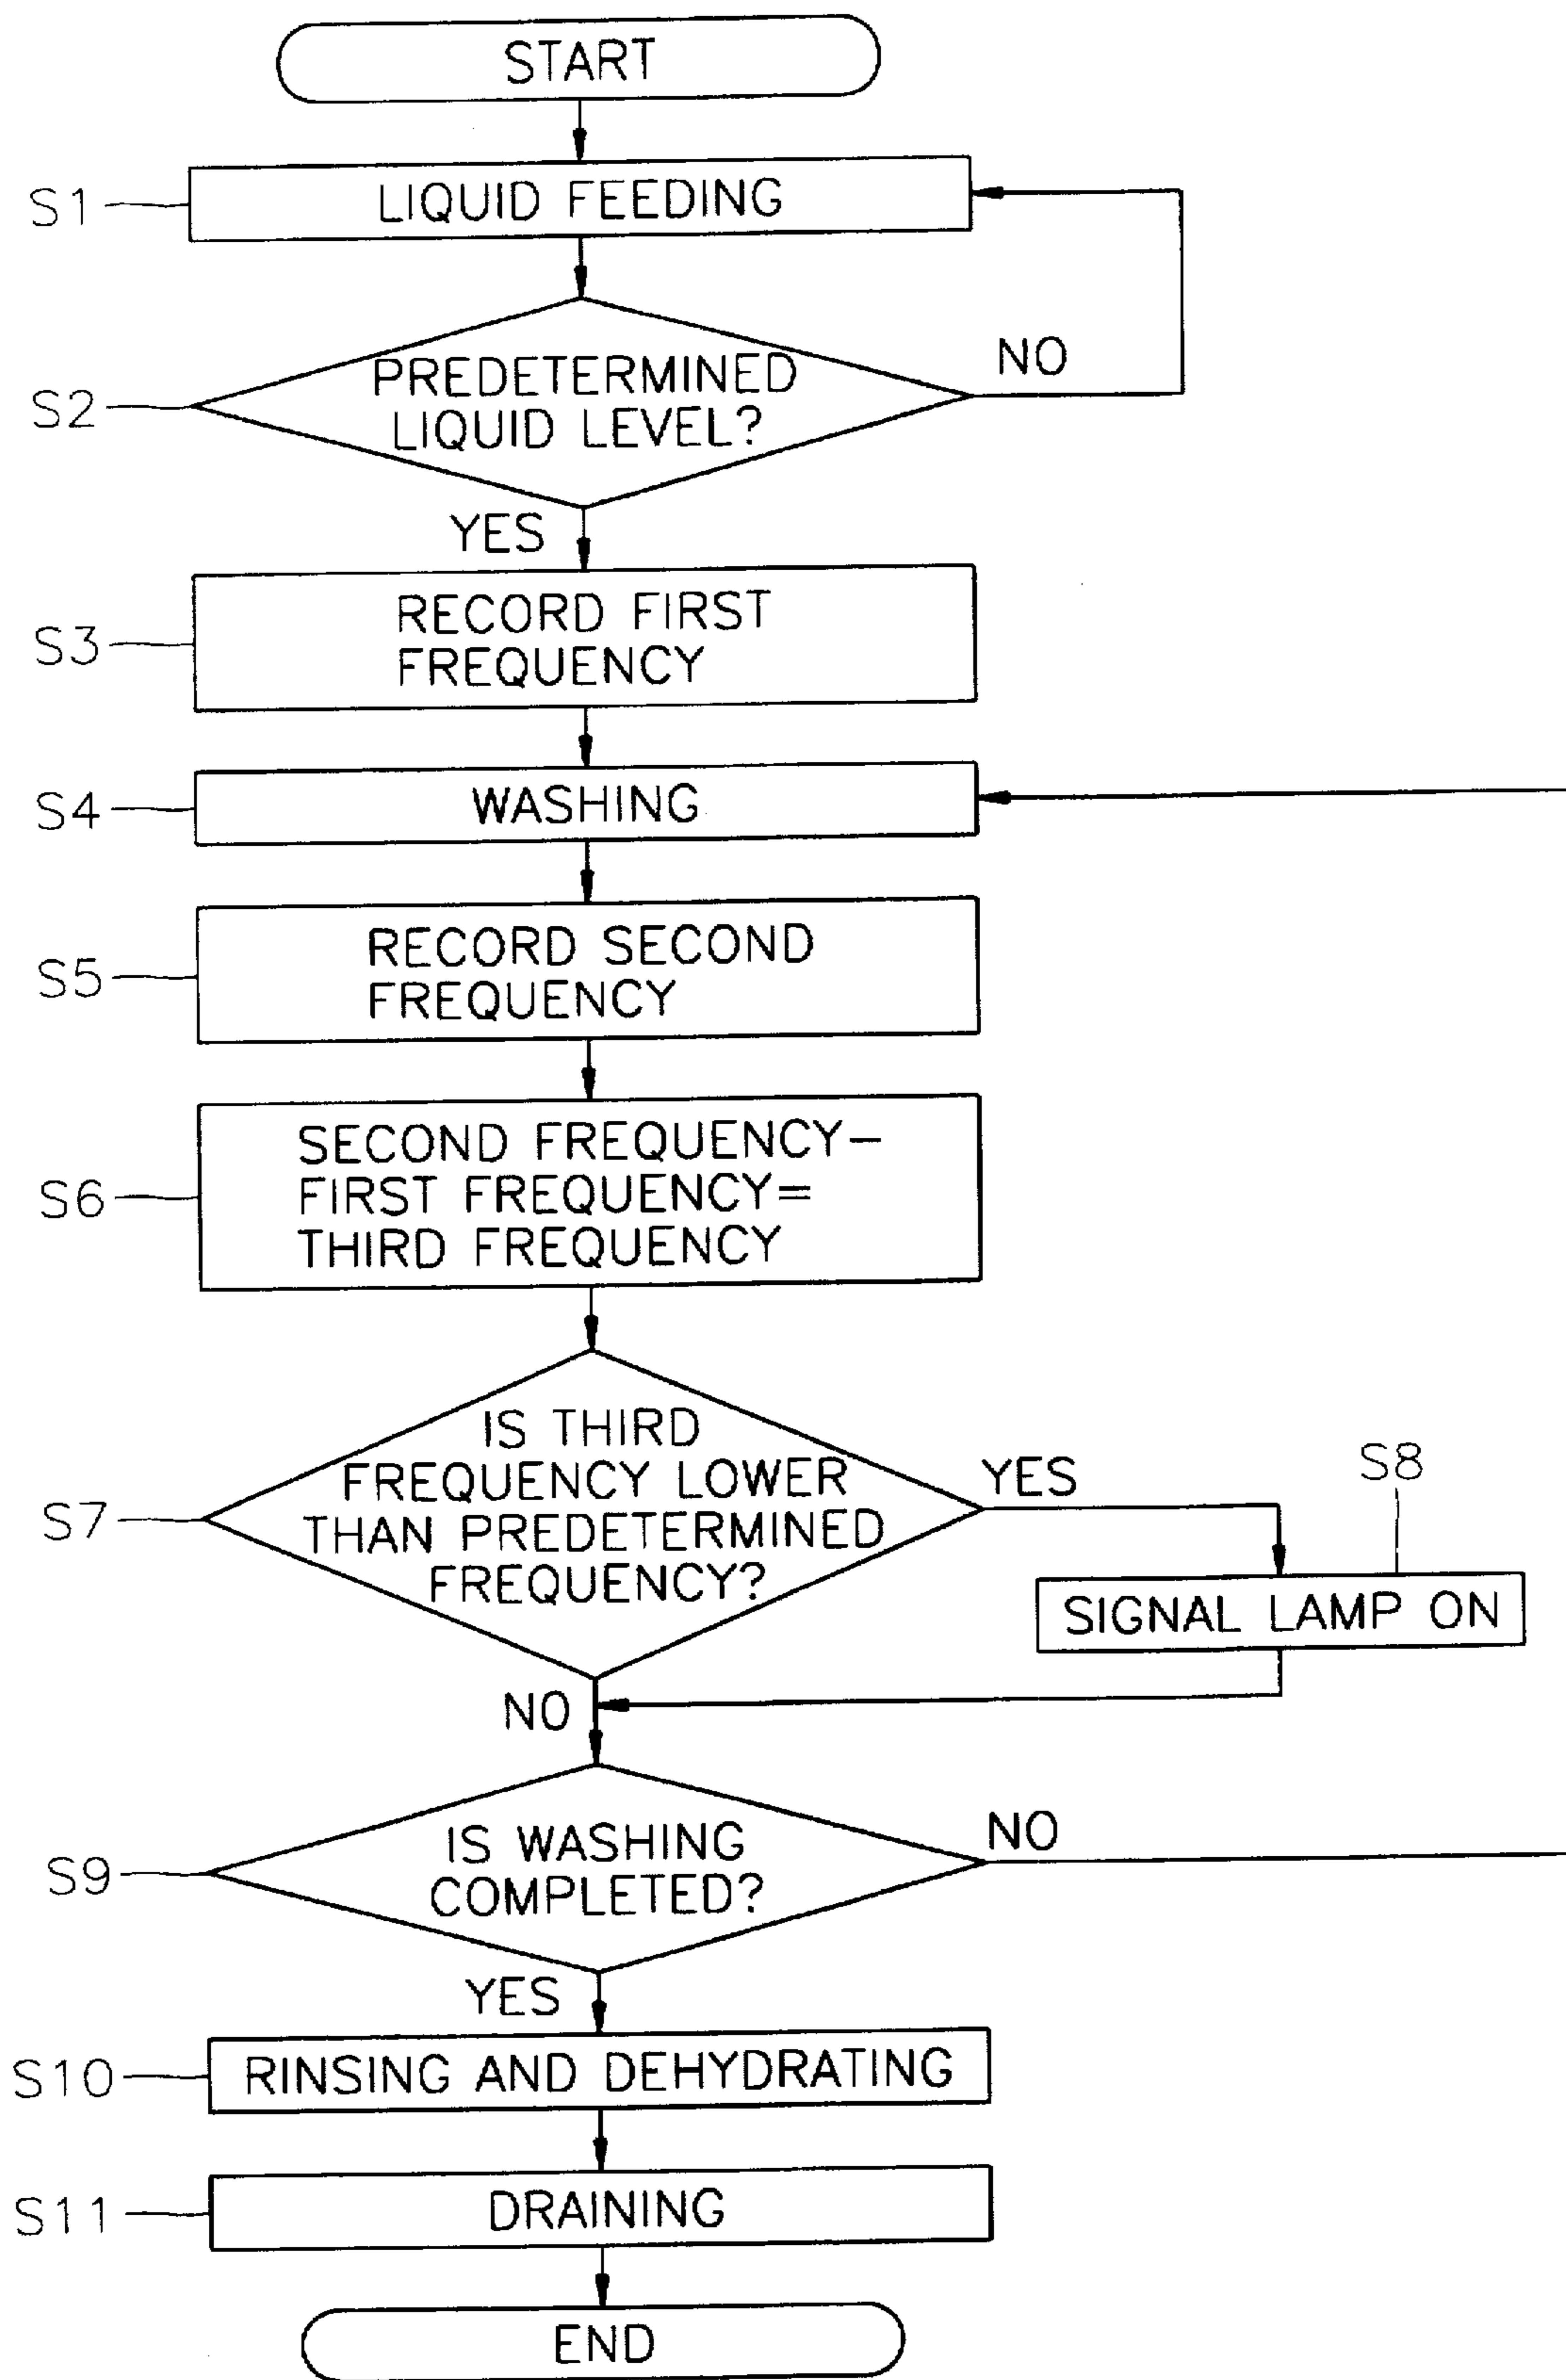 START
S1
LIQUID FEEDING
S2
PREDETERMINED
LIQUID LEVEL?
NO
YES
S3
RECORD FIRST
FREQUENCY
S4
WASHING
S5
RECORD SECOND
FREQUENCY
S6
SECOND FREQUENCY-
FIRST FREQUENCY=
THIRD FREQUENCY
S7
IS THIRD
FREQUENCY LOWER
THAN PREDETERMINED
FREQUENCY?
YES
S8
SIGNAL LAMP ON
NO
S9
IS WASHING
COMPLETED?
NO
YES
S10
RINSING AND DEHYDRATING
S11
DRAINING
END